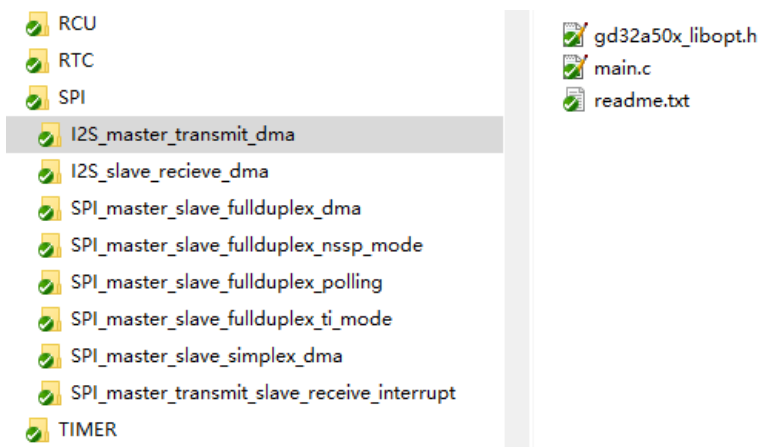 RCU
RTC
SPI
I2S_master_transmit_dma
I2S_slave_recieve_dma
SPI_master_slave_fullduplex_dma
SPI_master_slave_fullduplex_nssp_mode
SPI_master_slave_fullduplex_polling
SPI_master_slave_fullduplex_ti_mode
SPI_master_slave_simplex_dma
SPI_master_transmit_slave_receive_interrupt
TIMER
gd32a50x_libopt.h
main.c
readme.txt